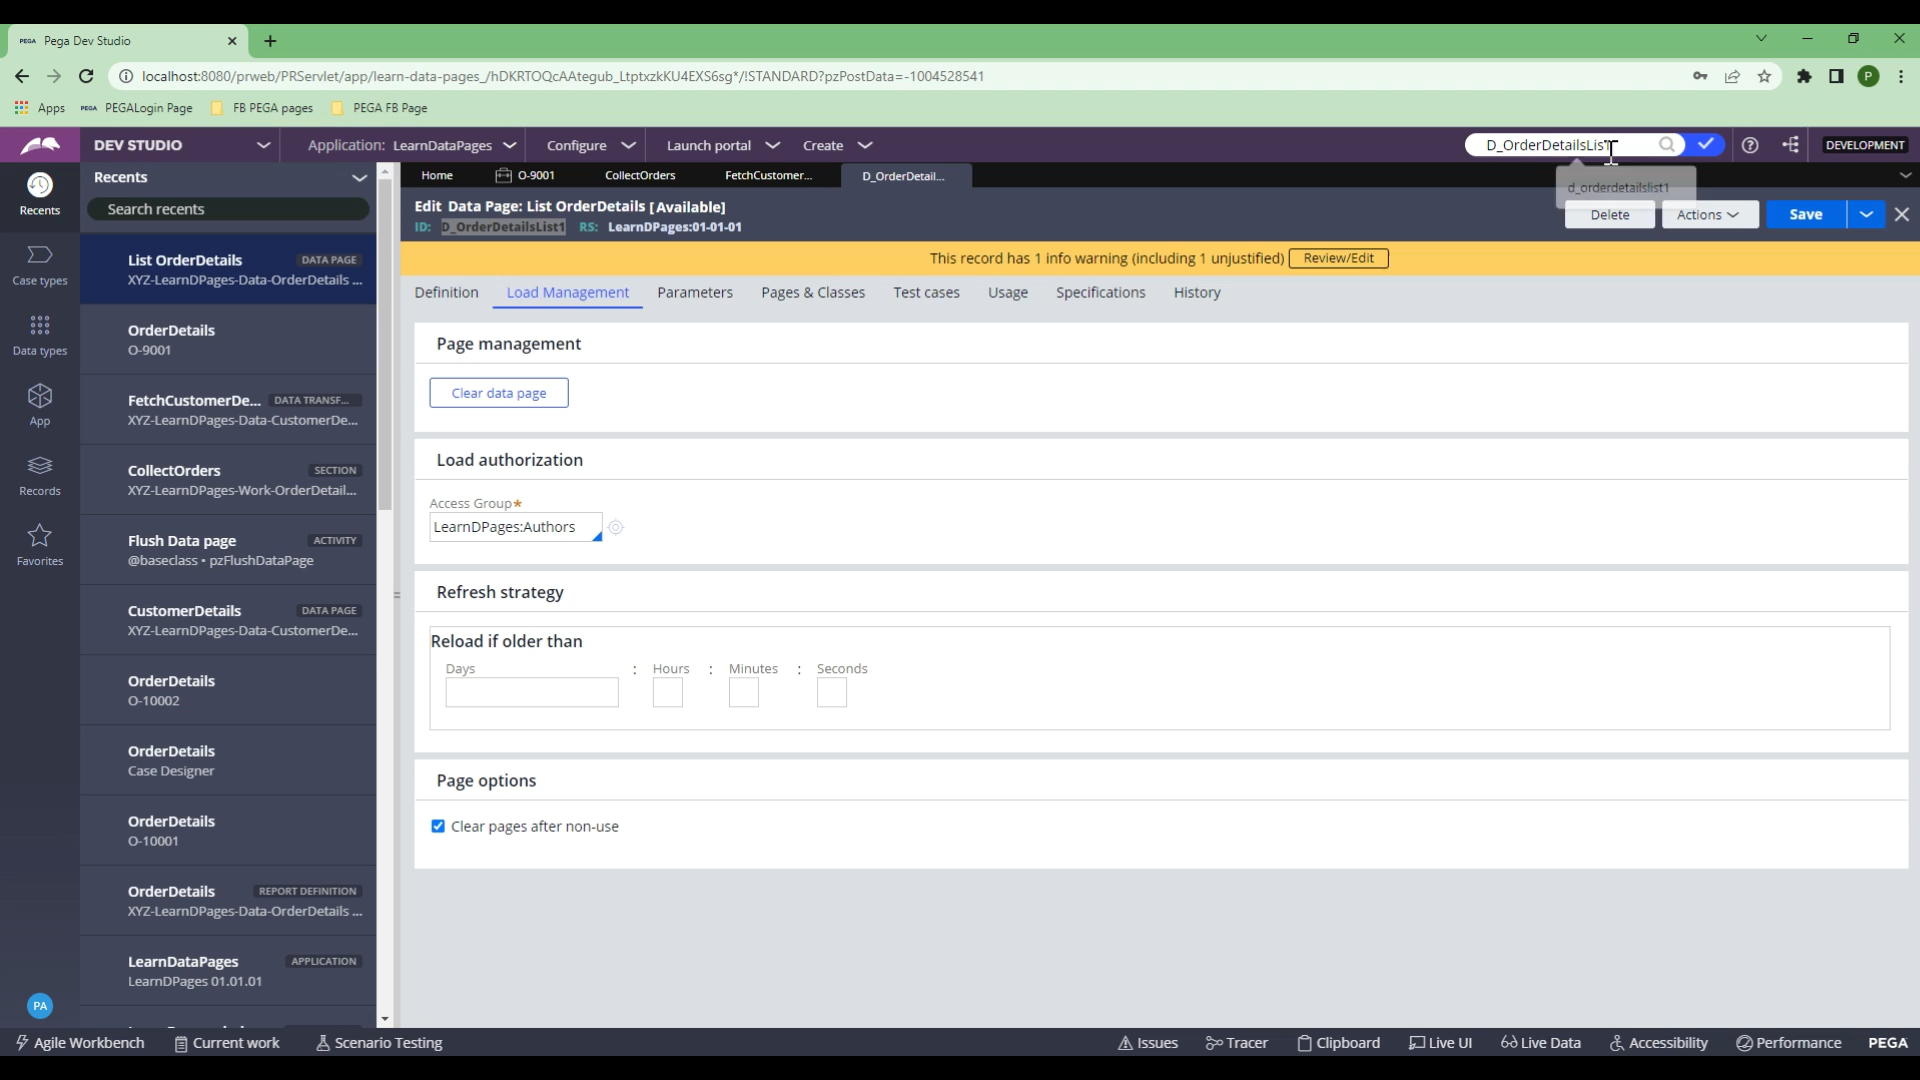 PEGA Pega Dev Studio
localhost:8080/prweb/PRServlet/app/learn-data-pages_/hDKRTOQcAAtegub_LtptxzkKU4EXS6sg*/!STANDARD?pzPostData=-1004528541
P
Apps PEGA PEGALogin Page FB PEGA pages PEGA FB Page
DEV STUDIO Application: LearnDataPages Configure Launch portal Create DEVELOPMENT
d_orderdetailslist1
Recents
Search recents
Recents
Case types
Data types
App
Records
Favorites
PA
List OrderDetails DATA PAGE
XYZ-LearnDPages-Data-OrderDetails ...
OrderDetails
O-9001
FetchCustomerDe... DATA TRANSF...
XYZ-LearnDPages-Data-CustomerDe...
CollectOrders SECTION
XYZ-LearnDPages-Work-OrderDetail...
Flush Data page ACTIVITY
@baseclass • pzFlushDataPage
CustomerDetails DATA PAGE
XYZ-LearnDPages-Data-CustomerDe...
OrderDetails
O-10002
OrderDetails
Case Designer
OrderDetails
O-10001
OrderDetails REPORT DEFINITION
XYZ-LearnDPages-Data-OrderDetails ...
LearnDataPages APPLICATION
LearnDPages 01.01.01
Home O-9001 CollectOrders FetchCustomer... D_OrderDetail...
Edit Data Page: List OrderDetails [Available]
ID: D_OrderDetailsList1 RS: LearnDPages:01-01-01
Delete Actions Save
This record has 1 info warning (including 1 unjustified) Review/Edit
Definition Load Management Parameters Pages & Classes Test cases Usage Specifications History
Page management
Clear data page
Load authorization
Access Group*
LearnDPages:Authors
Refresh strategy
Reload if older than
Days : Hours : Minutes : Seconds
Page options
Clear pages after non-use
Agile Workbench Current work Scenario Testing Issues Tracer Clipboard Live UI Live Data Accessibility Performance PEGA